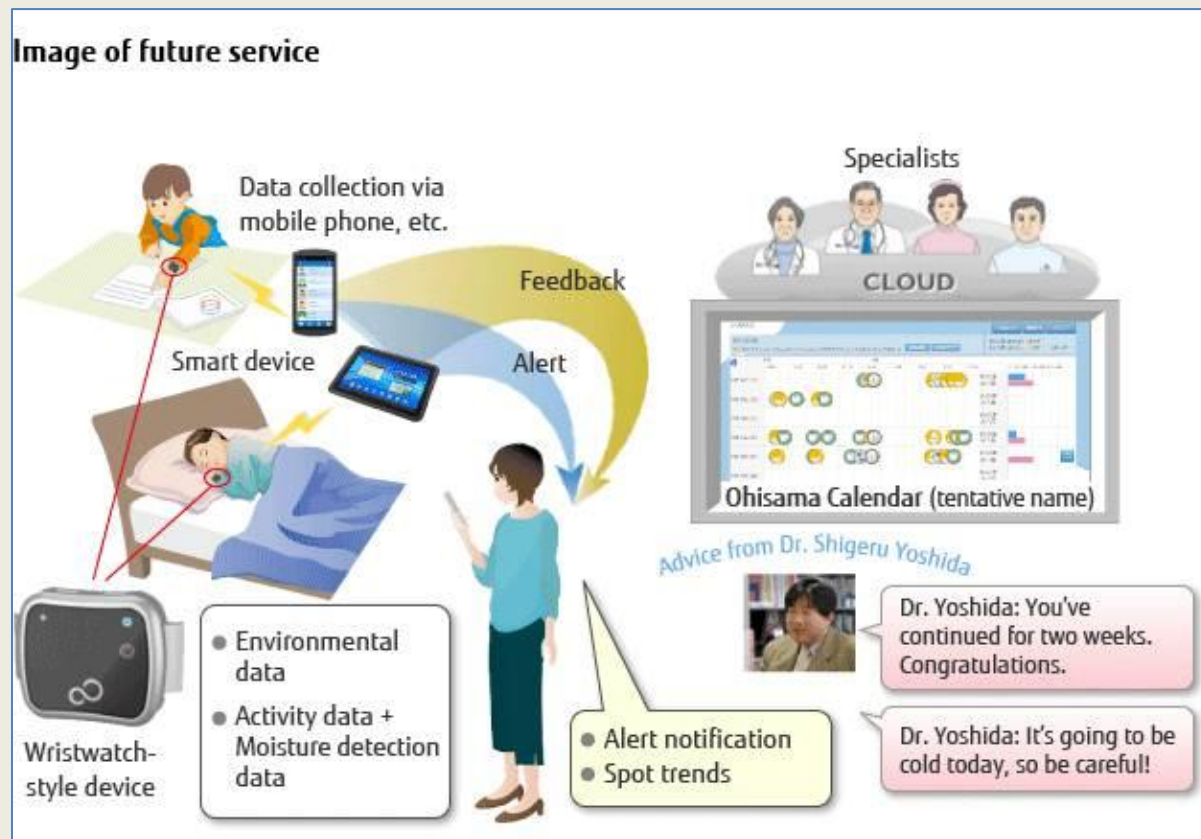 Image of future service
Specialists
Data collection via
mobile phone, etc.
CLOUD
Feedback
Smart device
Alert
Ohisama Calendar (tentative name)
Advice from Dr. Shigeru Yoshida
Dr. Yoshida: You've
continued for two weeks.
Congratulations.
Environmental
data
Activity data +
Moisture detection
data
Wristwatch-
style device
Alert notification
Spot trends
Dr. Yoshida: It's going to be
cold today, so be careful!